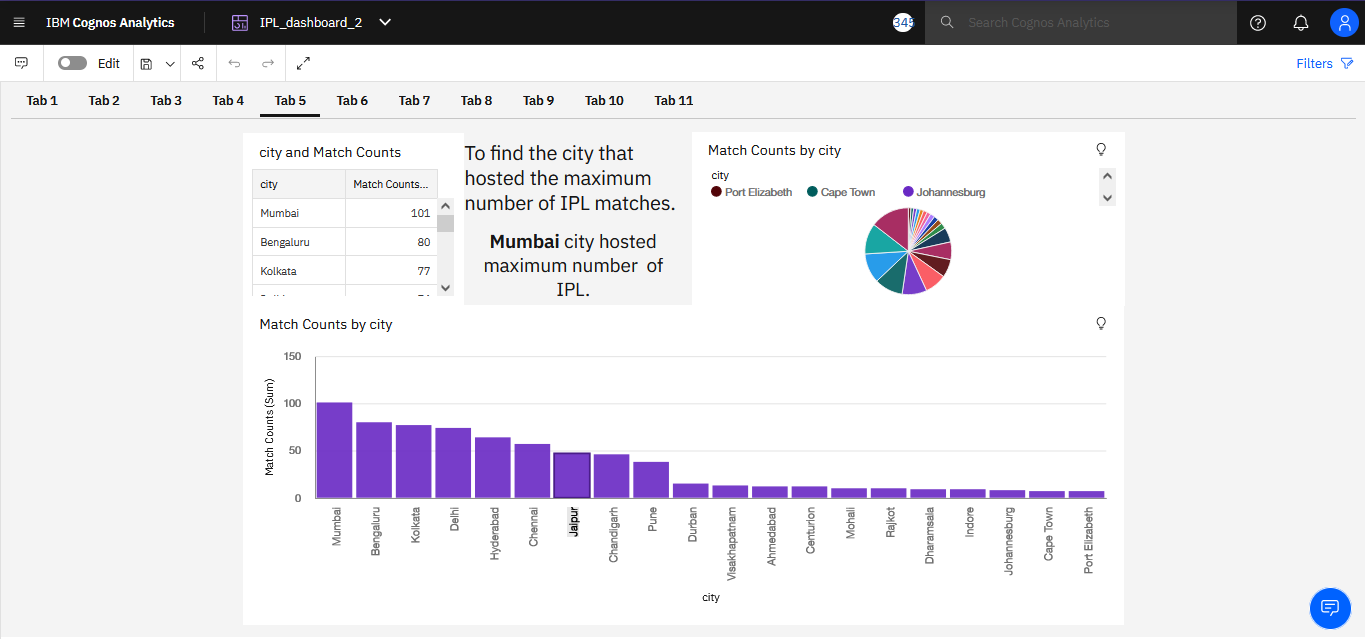 IBM Cognos Analytics
IPL_dashboard_2
345
Search Cognos Analytics
Edit
Filters
Tab 1 Tab 2 Tab 3 Tab 4 Tab 5 Tab 6 Tab 7 Tab 8 Tab 9 Tab 10 Tab 11
city and Match Counts
city Match Counts...
Mumbai 101
Bengaluru 80
Kolkata 77
To find the city that
hosted the maximum
number of IPL matches.
Mumbai city hosted
maximum number of
IPL.
Match Counts by city
city
Port Elizabeth Cape Town Johannesburg
Match Counts by city
Match Counts (Sum)
150
100
50
0
Mumbai
Bengaluru
Kolkata
Delhi
Hyderabad
Chennai
Jaipur
Chandigarh
Pune
Durban
Visakhapatnam
Ahmedabad
Centurion
Mohali
Rajkot
Dharamsala
Indore
Johannesburg
Cape Town
Port Elizabeth
city